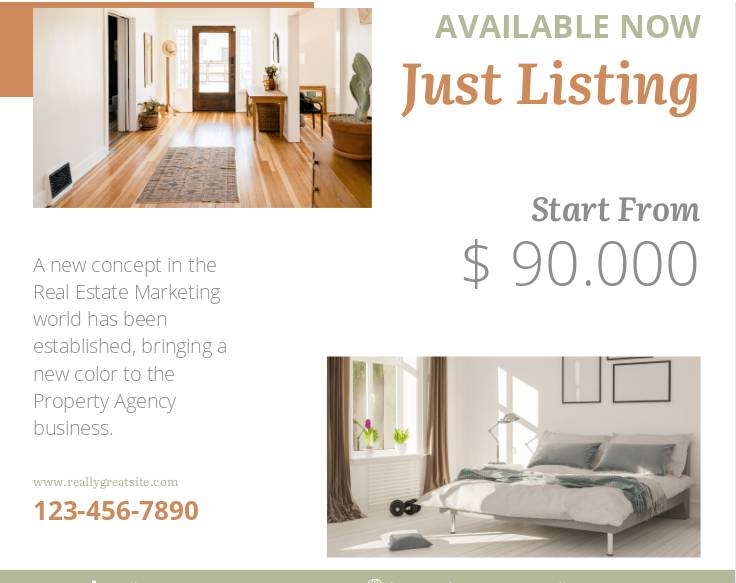 AVAILABLE NOW
Just Listing
Start From
$ 90.000
A new concept in the
Real Estate Marketing
world has been
established, bringing a
new color to the
Property Agency
business.
www.reallygreatsite.com
123-456-7890